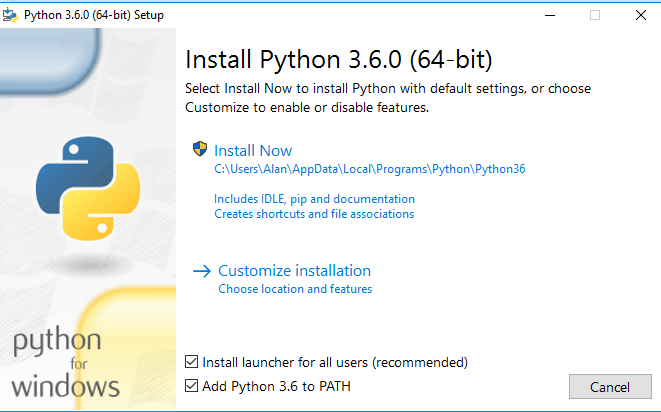 Python 3.6.0 (64-bit) Setup
Install Python 3.6.0 (64-bit)
Select Install Now to install Python with default settings, or choose
Customize to enable or disable features.
Install Now
C:\Users\Alan\AppData\Local\Programs\Python\Python36
Includes IDLE, pip and documentation
Creates shortcuts and file associations
Customize installation
Choose location and features
python
for
windows
Install launcher for all users (recommended)
Add Python 3.6 to PATH
Cancel